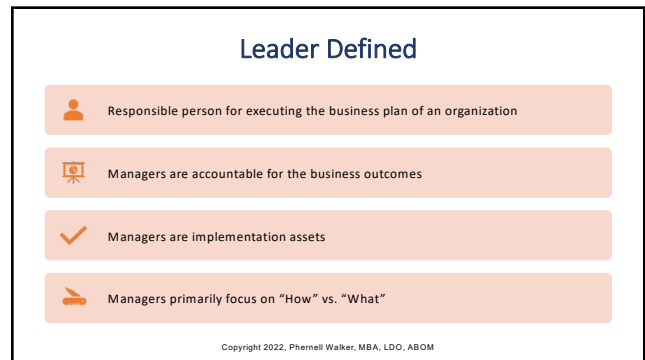 Leader Defined
Responsible person for executing the business plan of an organization
Managers are accountable for the business outcomes
Managers are implementation assets
Managers primarily focus on “How” vs. “What”
Copyright 2022, Phernell Walker, MBA, LDO, ABOM